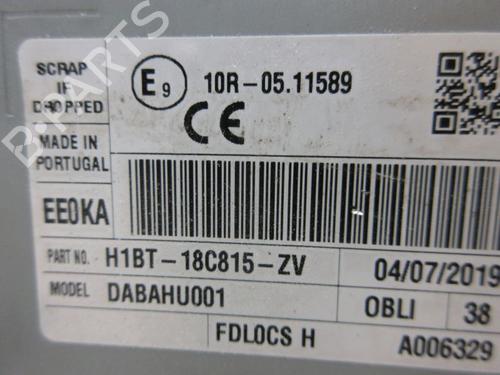 SCRAP
IF
DROPPED
E9
10R-05.11589
CE
MADE IN
PORTUGAL
EE0KA
PART NO. H1BT-18C815-ZV
04/07/2019
MODEL DABAHU001
OBLI 38
FDL0CS H
A006329
B-PARTS